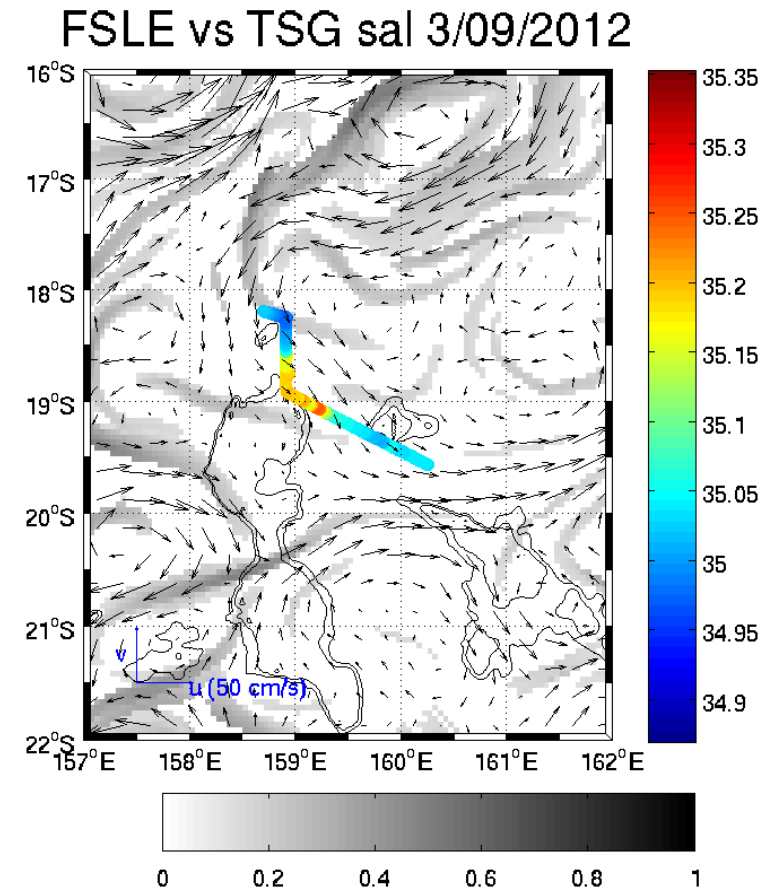 FSLE vs TSG sal 3/09/2012
16°S
17°S
18°S
19°S
20°S
21°S
22°S
157°E 158°E 159°E 160°E 161°E 162°E
v
u (50 cm/s)
35.35
35.3
35.25
35.2
35.15
35.1
35.05
35
34.95
34.9
0 0.2 0.4 0.6 0.8 1